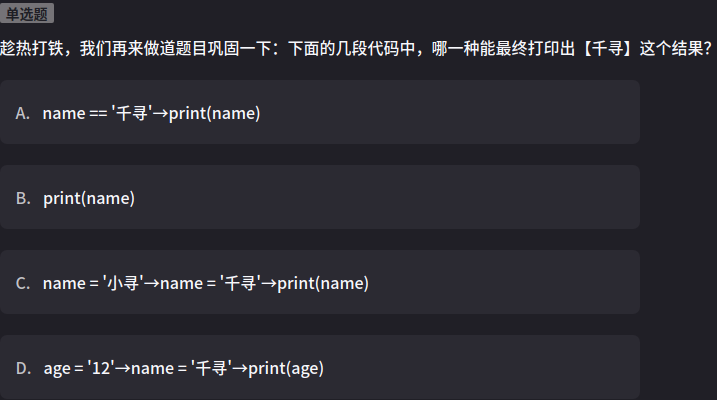 单选题
趁热打铁，我们再来做道题目巩固一下：下面的几段代码中，哪一种能最终打印出【千寻】这个结果？
A. name == '千寻'→print(name)
B. print(name)
C. name = '小寻'→name = '千寻'→print(name)
D. age = '12'→name = '千寻'→print(age)